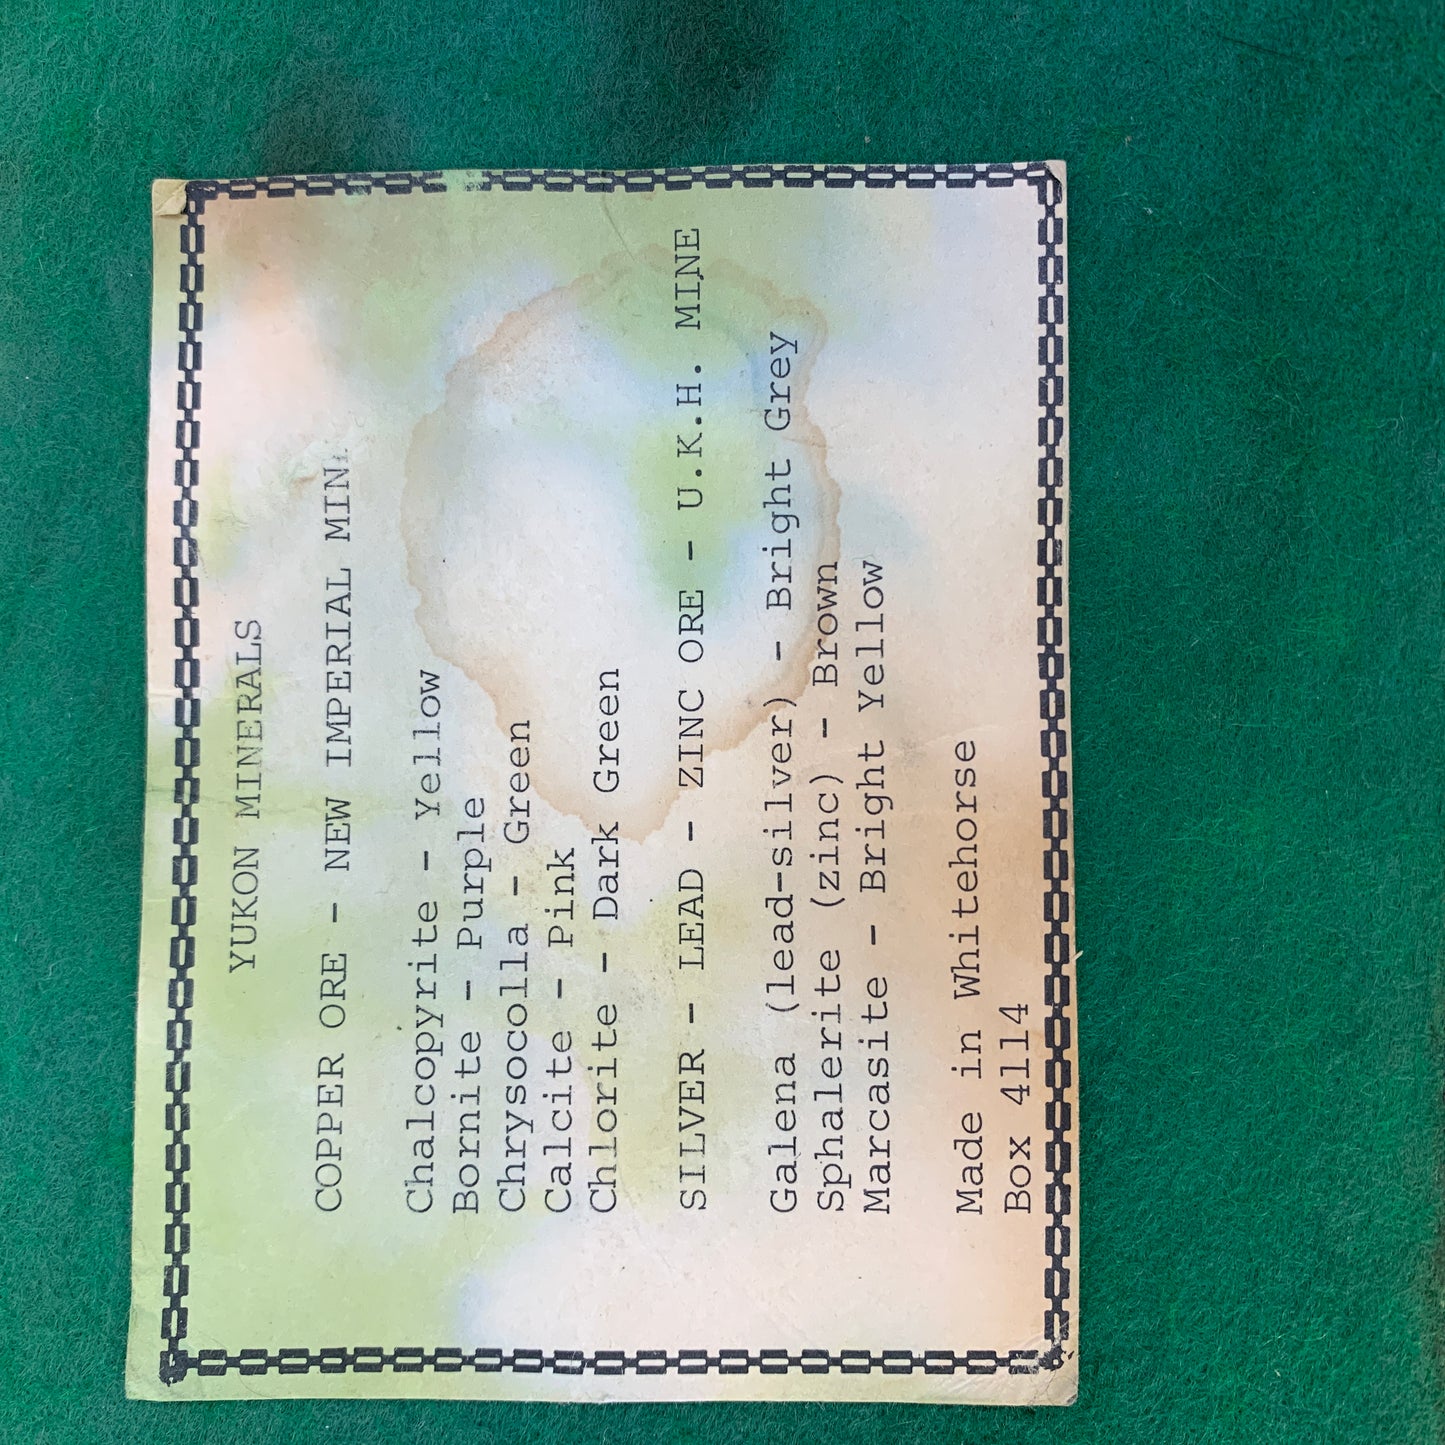 YUKON MINERALS
COPPER ORE - NEW IMPERIAL MINE
Chalcopyrite - Yellow
Bornite - Purple
Chrysocolla - Green
Calcite - Pink
Chlorite - Dark Green
SILVER - LEAD - ZINC ORE - U.K.H. MINE
Galena (lead-silver) - Bright Grey
Sphalerite (zinc) - Brown
Marcasite - Bright Yellow
Made in Whitehorse
Box 4114